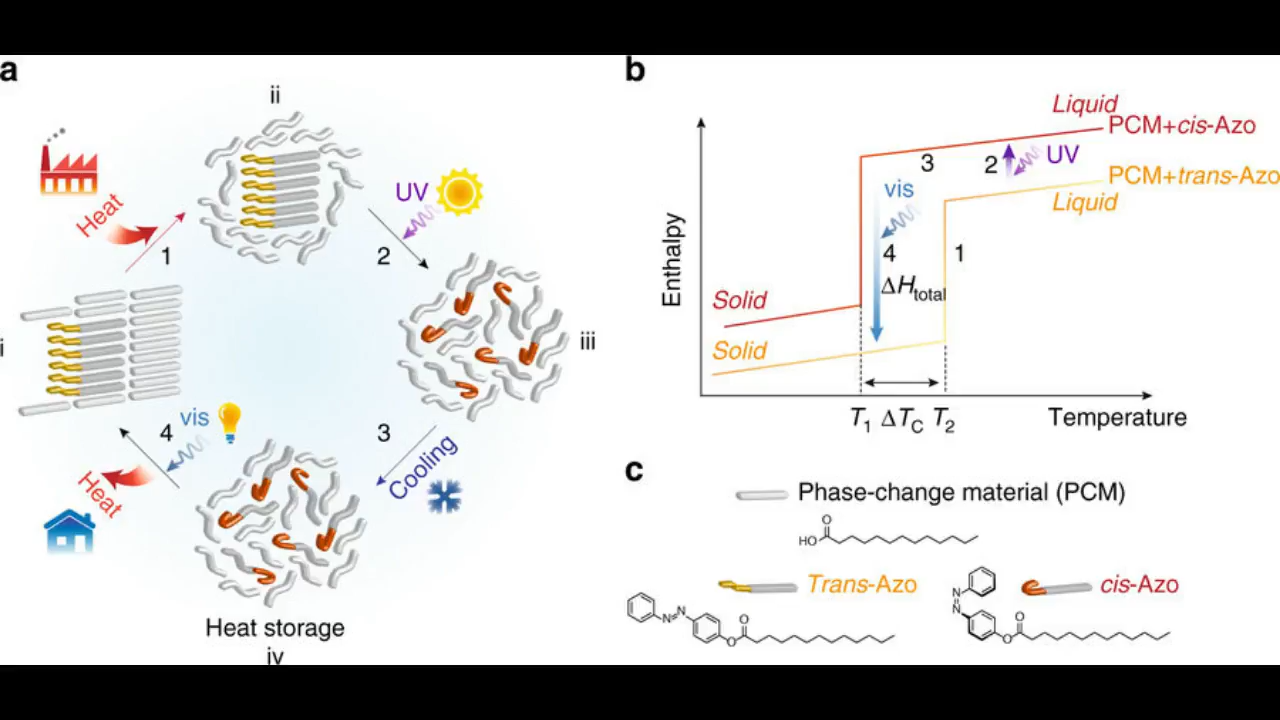 a
ii
Heat
1
UV
2
i
iii
vis
4
Heat
3
Cooling
Heat storage
iv
b
Enthalpy
Liquid
PCM+cis-Azo
3
2
UV
vis
PCM+trans-Azo
Liquid
4
1
ΔHtotal
Solid
Solid
T1 ΔTC T2
Temperature
c
Phase-change material (PCM)
O
HO
Trans-Azo
cis-Azo
N
N
O
O
N
N
O
O